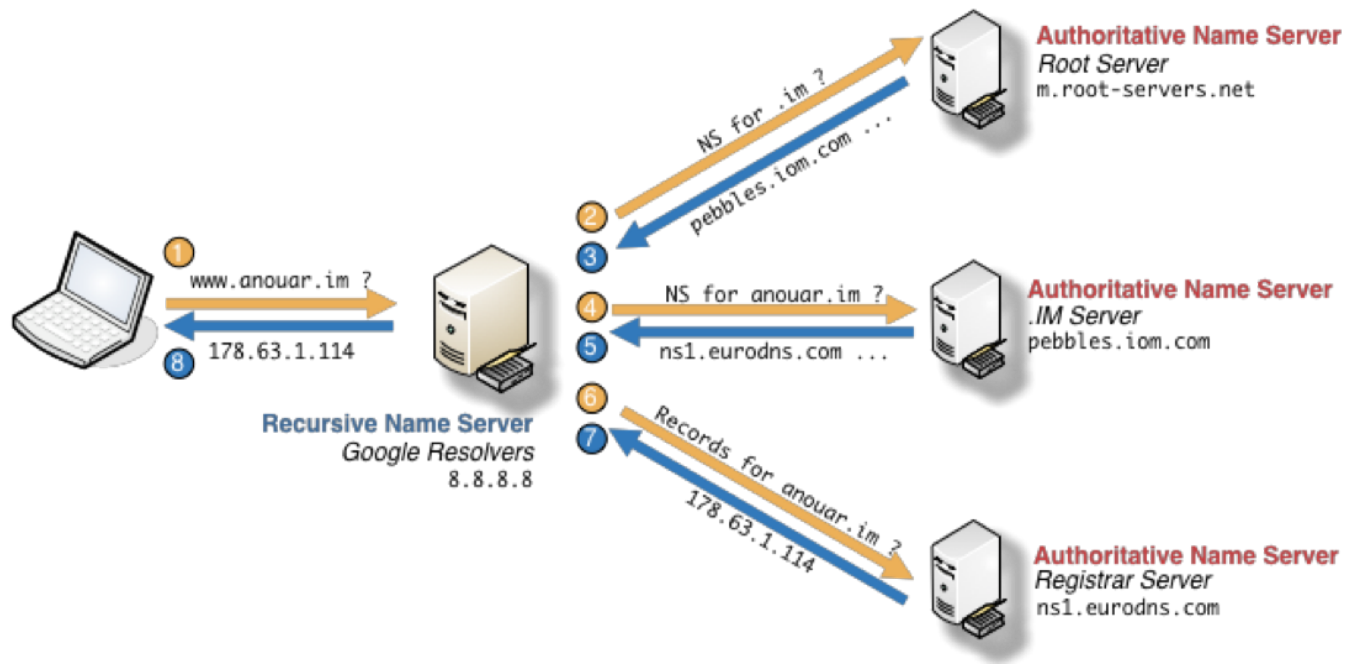 Authoritative Name Server
Root Server
m.root-servers.net
NS for .im ?
pebbles.iom.com ...
2
3
1
www.anouar.im ?
178.63.1.114
8
Recursive Name Server
Google Resolvers
8.8.8.8
4
NS for anouar.im ?
5
ns1.eurodns.com ...
Authoritative Name Server
.IM Server
pebbles.iom.com
6
7
Records for anouar.im ?
178.63.1.114
Authoritative Name Server
Registrar Server
ns1.eurodns.com